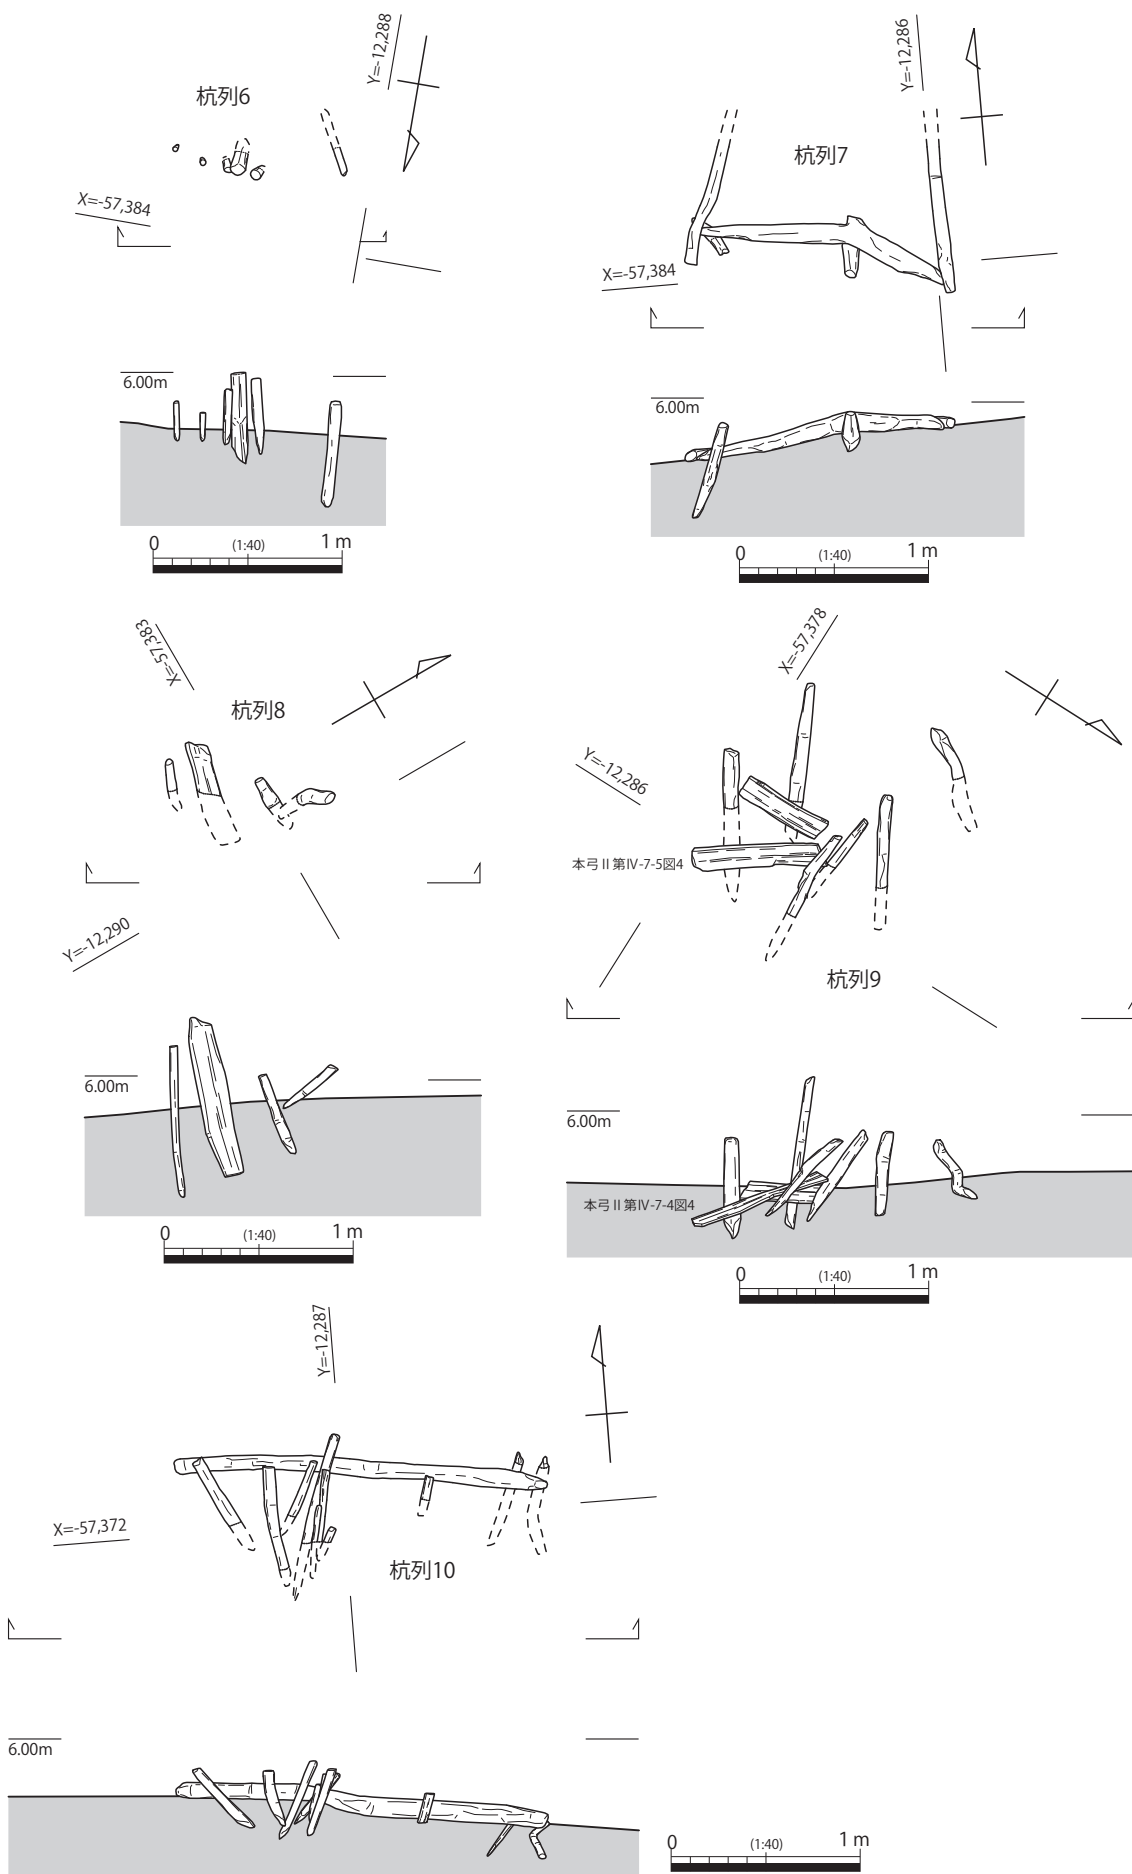 杭列6
Y=-12,288
X=-57,384
6.00m
0
(1:40)
1 m
杭列7
Y=-12,286
X=-57,384
6.00m
0
(1:40)
1 m
杭列8
X=-57,383
Y=-12,290
6.00m
0
(1:40)
1 m
杭列9
X=-57,378
Y=-12,286
本弓Ⅱ第Ⅳ-7-5図4
6.00m
本弓Ⅱ第Ⅳ-7-4図4
0
(1:40)
1 m
杭列10
Y=-12,287
X=-57,372
6.00m
0
(1:40)
1 m